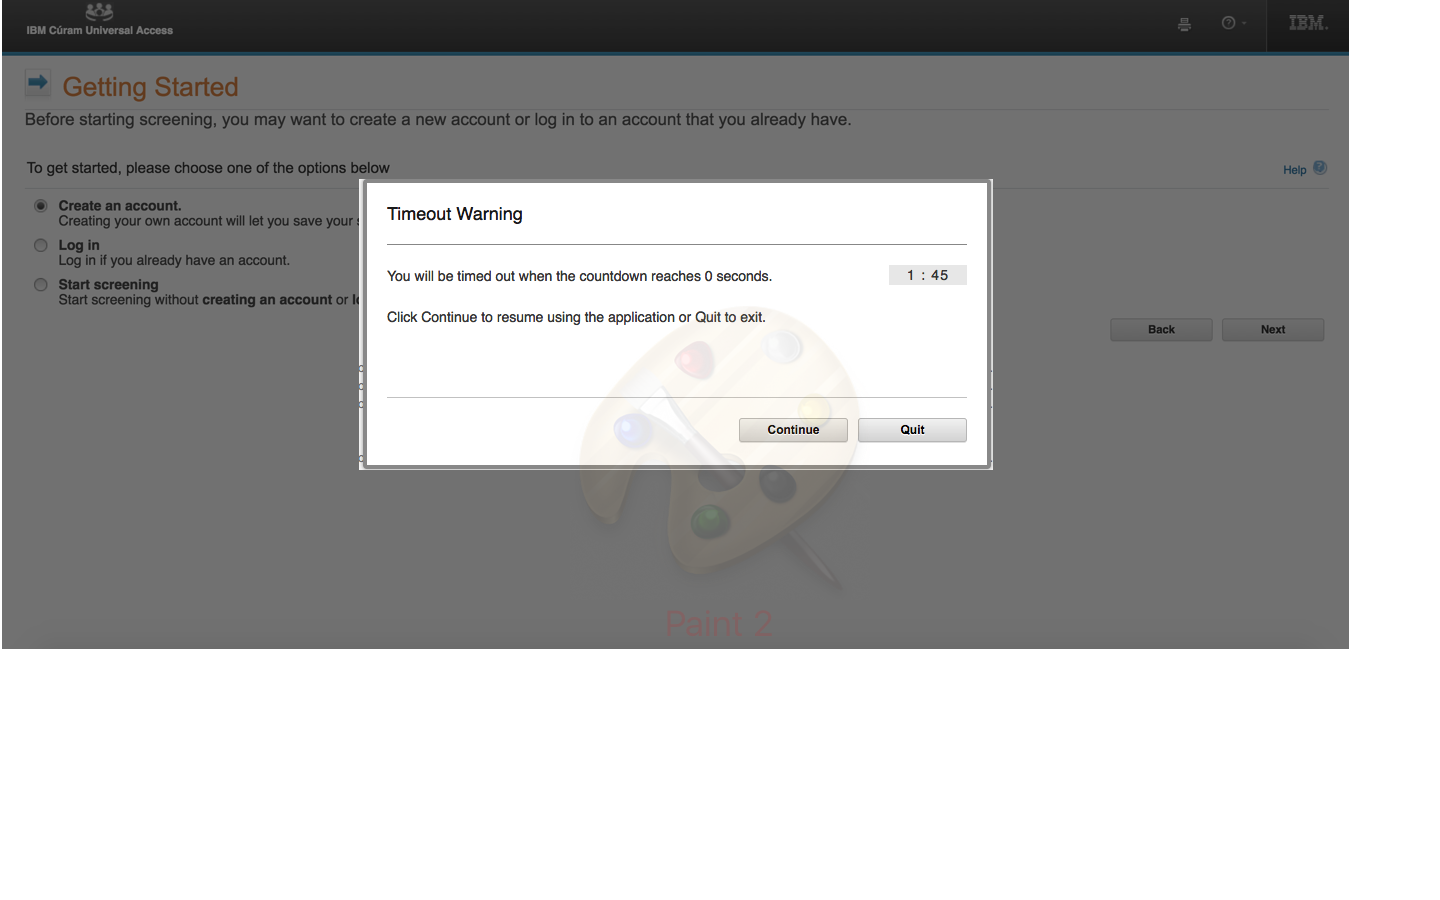 IBM Cúram Universal Access
IBM.
Getting Started
Before starting screening, you may want to create a new account or log in to an account that you already have.
To get started, please choose one of the options below
Help
Create an account.
Creating your own account will let you save your
Log in
Log in if you already have an account.
Start screening
Start screening without creating an account or
Timeout Warning
You will be timed out when the countdown reaches 0 seconds.
1 : 45
Click Continue to resume using the application or Quit to exit.
Continue
Quit
Back
Next
Paint 2